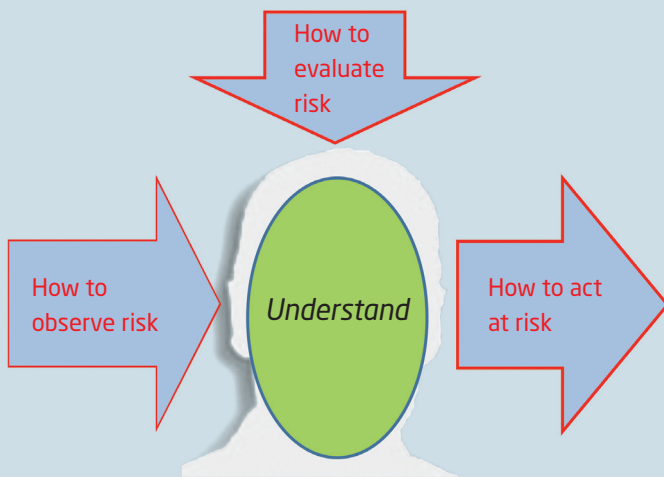 How to
evaluate
risk
How to
observe risk
Understand
How to act
at risk